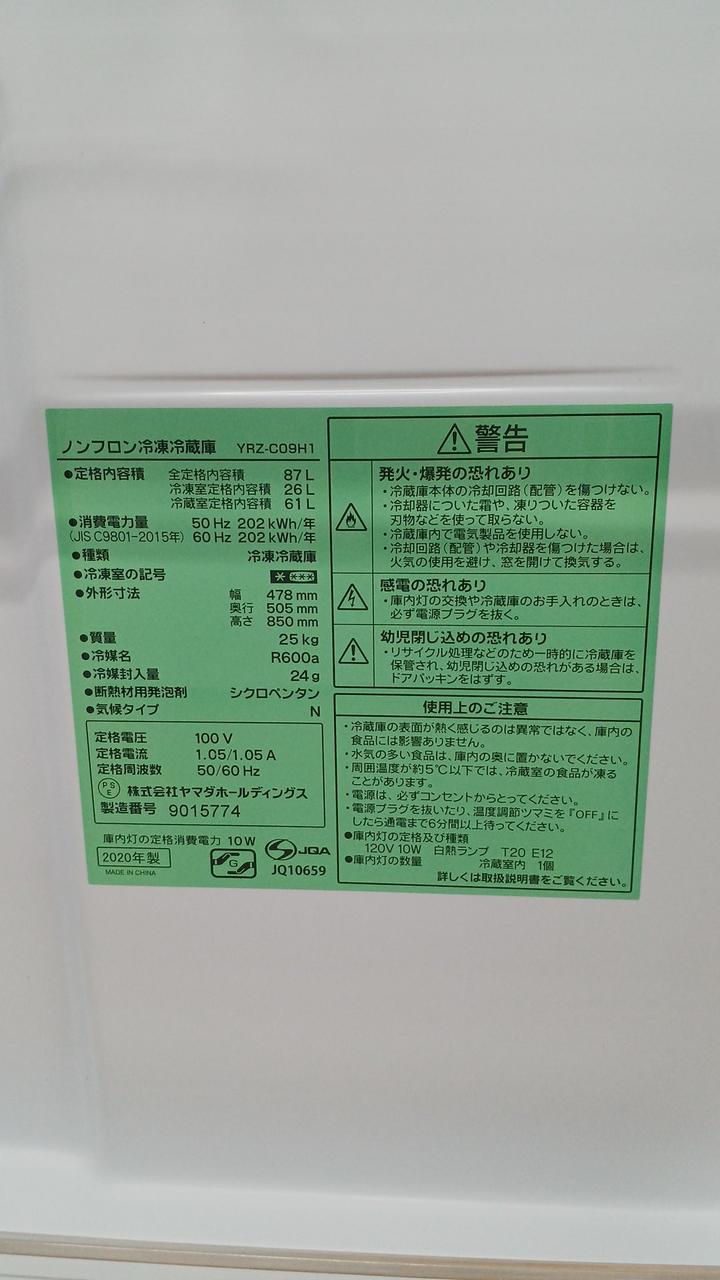 ノンフロン冷凍冷蔵庫 YRZ-C09H1
●定格内容積 全定格内容積 87 L
冷凍室定格内容積 26 L
冷蔵室定格内容積 61 L
●消費電力量 50 Hz 202 kWh/年
(JIS C9801-2015年) 60 Hz 202 kWh/年
●種類 冷凍冷蔵庫
●冷凍室の記号
●外形寸法 幅 478 mm
奥行 505 mm
高さ 850 mm
●質量 25 kg
●冷媒名 R600a
●冷媒封入量 24 g
●断熱材用発泡剤 シクロペンタン
●気候タイプ N
定格電圧 100 V
定格電流 1.05/1.05 A
定格周波数 50/60 Hz
PSE 株式会社ヤマダホールディングス
製造番号 9015774
庫内灯の定格消費電力 10 W
2020年製
MADE IN CHINA
G
JQA
JQ10659
警告
発火・爆発の恐れあり
・冷蔵庫本体の冷却回路(配管)を傷つけない。
・冷却器についた霜や、凍りついた容器を
刃物などを使って取らない。
・冷蔵庫内で電気製品を使用しない。
・冷却回路(配管)や冷却器を傷つけた場合は、
火気の使用を避け、窓を開けて換気する。
感電の恐れあり
・庫内灯の交換や冷蔵庫のお手入れのときは、
必ず電源プラグを抜く。
幼児閉じ込めの恐れあり
・リサイクル処理などのため一時的に冷蔵庫を
保管され、幼児閉じ込めの恐れがある場合は、
ドアパッキンをはずす。
使用上のご注意
・冷蔵庫の表面が熱く感じるのは異常ではなく、庫内の
食品には影響ありません。
・水気の多い食品は、庫内の奥に置かないでください。
・周囲温度が約5℃以下では、冷蔵室の食品が凍る
ことがあります。
・電源は、必ずコンセントからとってください。
・電源プラグを抜いたり、温度調節ツマミを『OFF』に
したら通電まで6分間以上待ってください。
●庫内灯の定格及び種類
120V 10W 白熱ランプ T20 E12
●庫内灯の数量 冷蔵室内 1個
詳しくは取扱説明書をご覧ください。